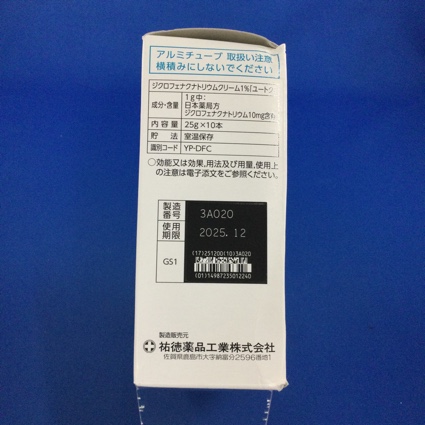 アルミチューブ 取扱い注意
横積みにしないでください
ジクロフェナクナトリウムクリーム1%「ユートク
成分・含量
1g中:
日本薬局方
ジクロフェナクナトリウム10mg含有
内容量 25g×10本
貯法 室温保存
識別コード YP-DFC
○効能又は効果,用法及び用量,使用上
の注意は電子添文をご参照ください。
製造番号 3A020
使用期限 2025.12
GS1
(17)251200(10)3A020
(01)14987235012240
製造販売元
祐徳薬品工業株式会社
佐賀県鹿島市大字納富分2596番地1